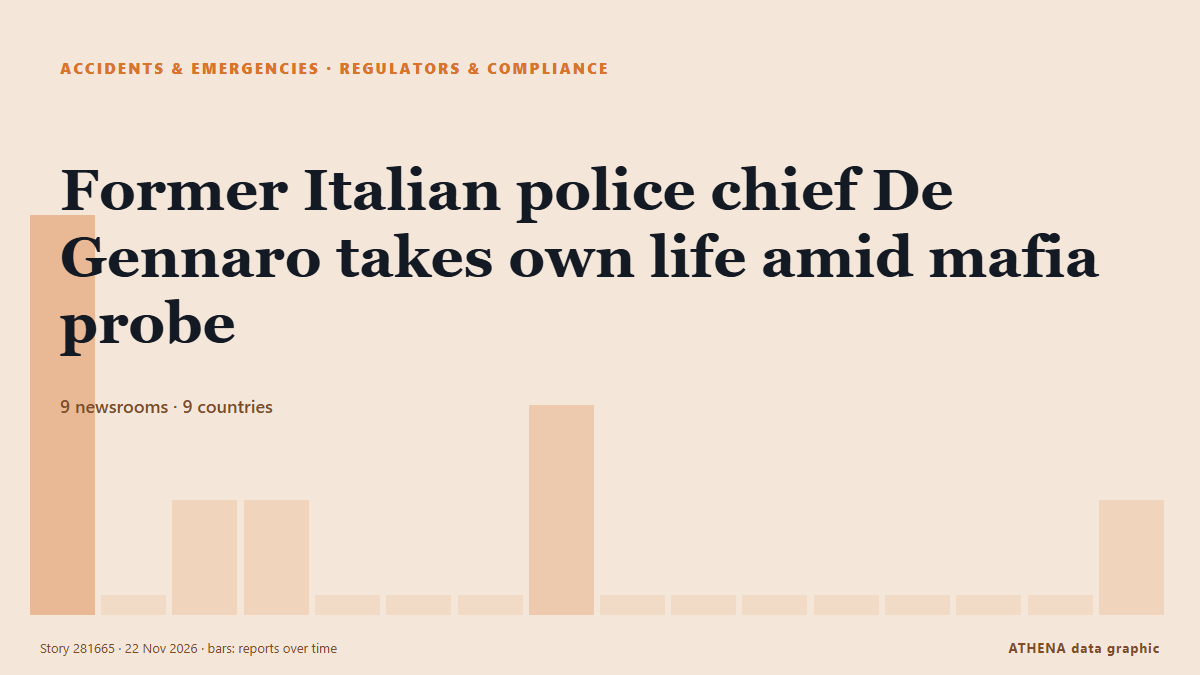 ACCIDENTS & EMERGENCIES · REGULATORS & COMPLIANCE
Former Italian police chief De
Gennaro takes own life amid mafia
probe
9 newsrooms · 9 countries
Story 281665 · 22 Nov 2026 · bars: reports over time
ATHENA data graphic